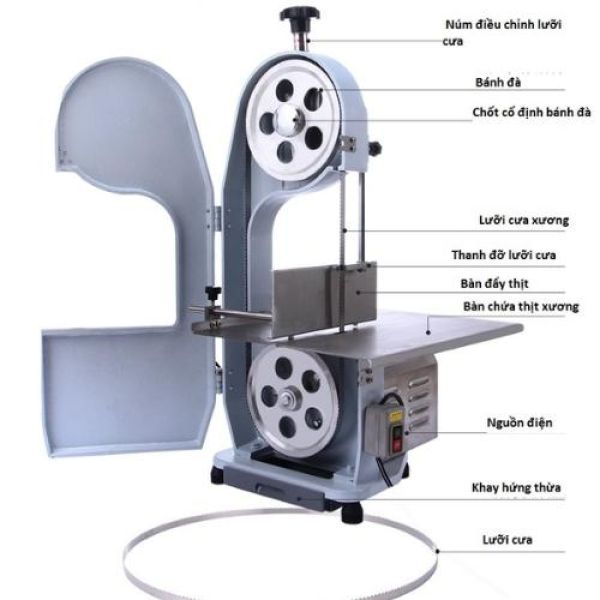 Núm điều chỉnh lưỡi
cưa
Bánh đà
Chốt cố định bánh đà
Lưỡi cưa xương
Thanh đỡ lưỡi cưa
Bàn đẩy thịt
Bàn chứa thịt xương
Nguồn điện
Khay hứng thừa
Lưỡi cưa